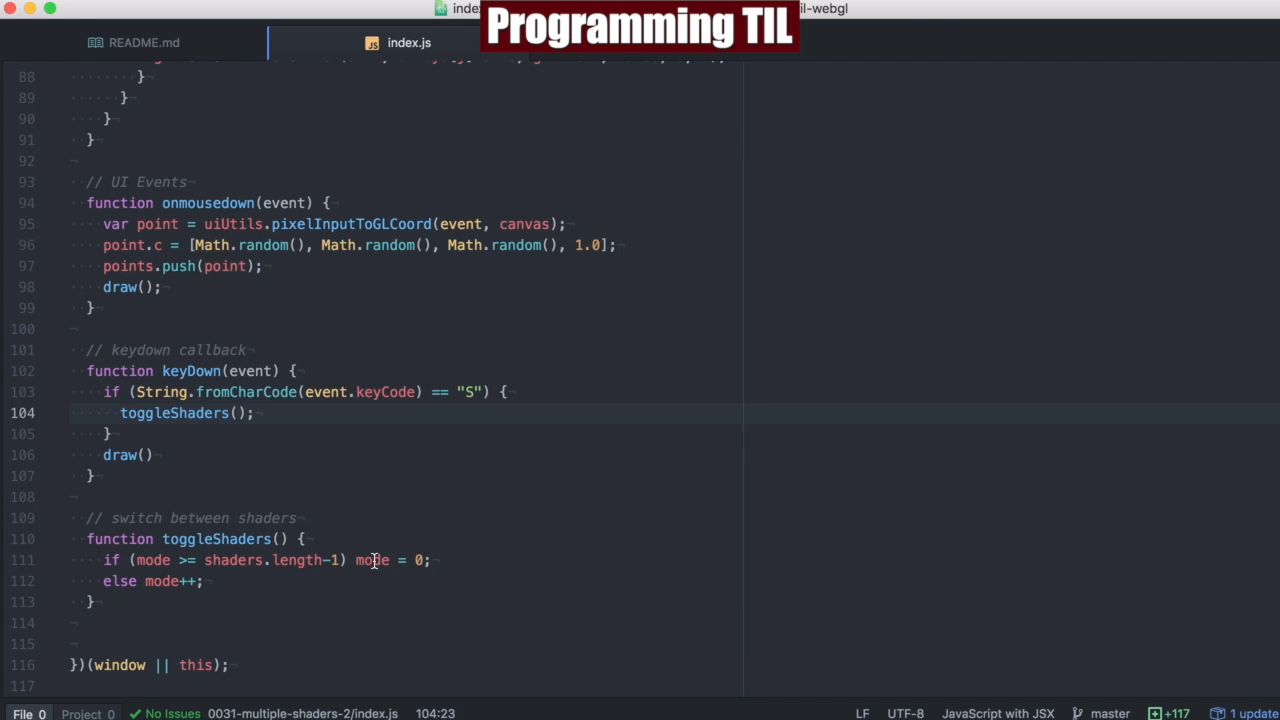 inde
Programming TIL
il-webgl
README.md
index.js
88 }
89 }
90 }
91 }
92
93 // UI Events
94 function onmousedown(event) {
95 var point = uiUtils.pixelInputToGLCoord(event, canvas);
96 point.c = [Math.random(), Math.random(), Math.random(), 1.0];
97 points.push(point);
98 draw();
99 }
100
101 // keydown callback
102 function keyDown(event) {
103 if (String.fromCharCode(event.keyCode) == "S") {
104 toggleShaders();
105 }
106 draw()
107 }
108
109 // switch between shaders
110 function toggleShaders() {
111 if (mode >= shaders.length-1) mode = 0;
112 else mode++;
113 }
114
115
116 })(window || this);
117
File 0 Project 0 No Issues 0031-multiple-shaders-2/index.js 104:23 LF UTF-8 JavaScript with JSX master +117 1 update